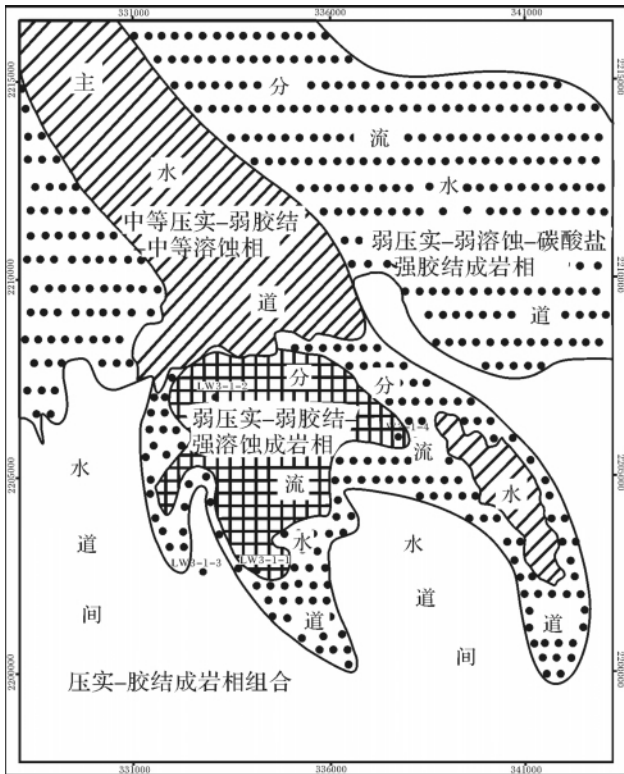 331000
336000
341000
2215000
2215000
主
分
流
水
水
中等压实-弱胶结
中等溶蚀相
弱压实-弱溶蚀-碳酸盐
强胶结成岩相
2210000
2210000
道
道
LW3-1-2
分
分
弱压实-弱胶结-
强溶蚀成岩相
流
水
流
水
2205000
2205000
道
水
水
LW3-1-3
LW3-1-1
道
间
道
道
间
压实-胶结成岩相组合
2200000
2200000
331000
336000
341000